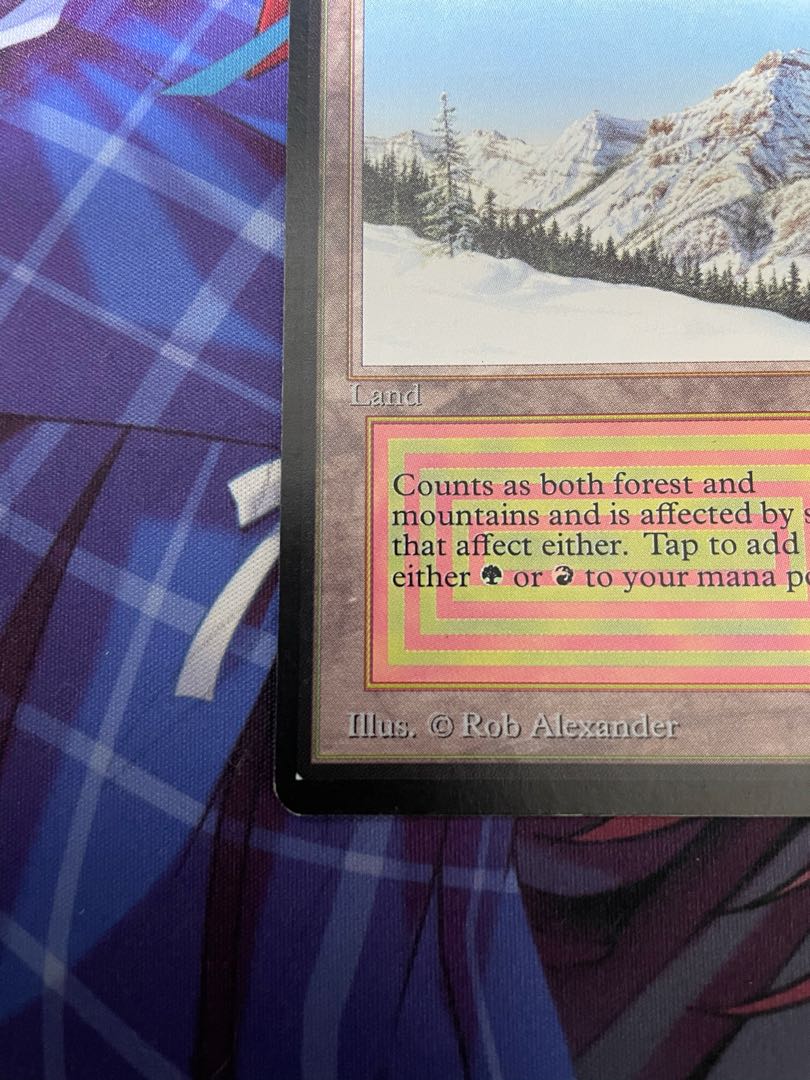 Land
Counts as both forest and
mountains and is affected by
that affect either. Tap to add
either or to your mana
Illus. © Rob Alexander